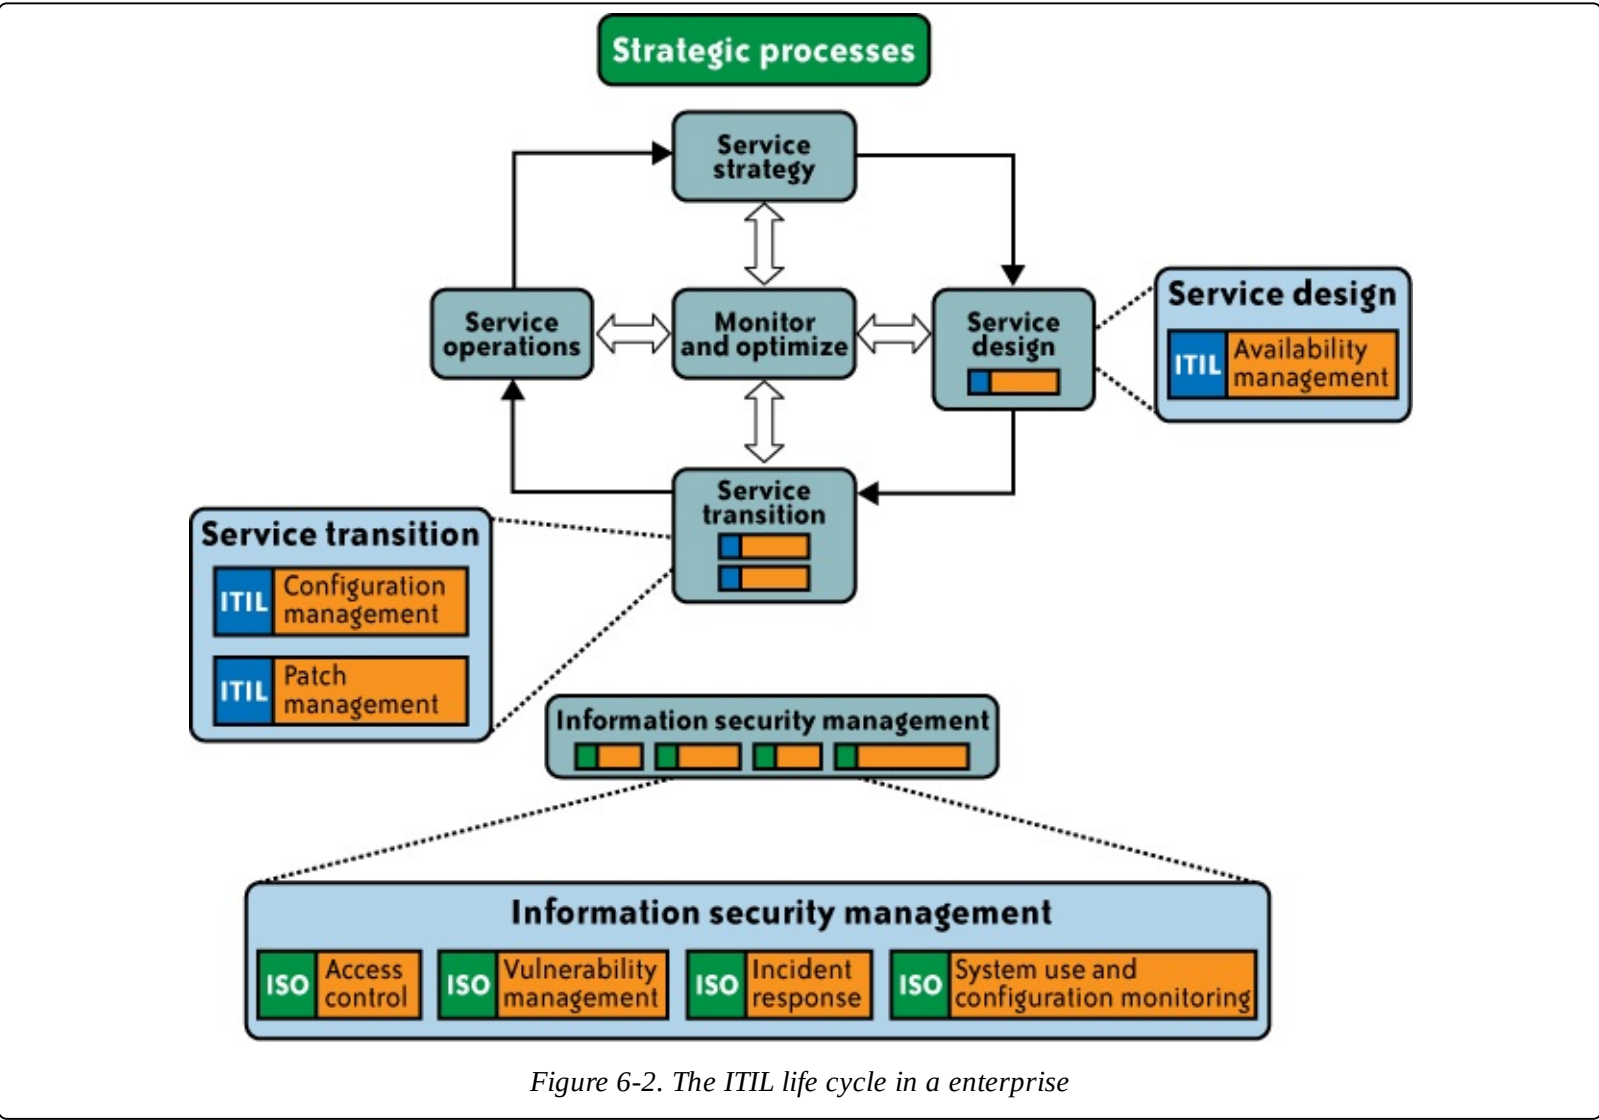 Strategic processes
Service
strategy
Service
operations
Monitor
and optimize
Service
design
Service design
ITIL
Availability
management
Service
transition
Service transition
ITIL
Configuration
management
ITIL
Patch
management
Information security management
Information security management
ISO
Access
control
ISO
Vulnerability
management
ISO
Incident
response
ISO
System use and
configuration monitoring
Figure 6-2. The ITIL life cycle in a enterprise